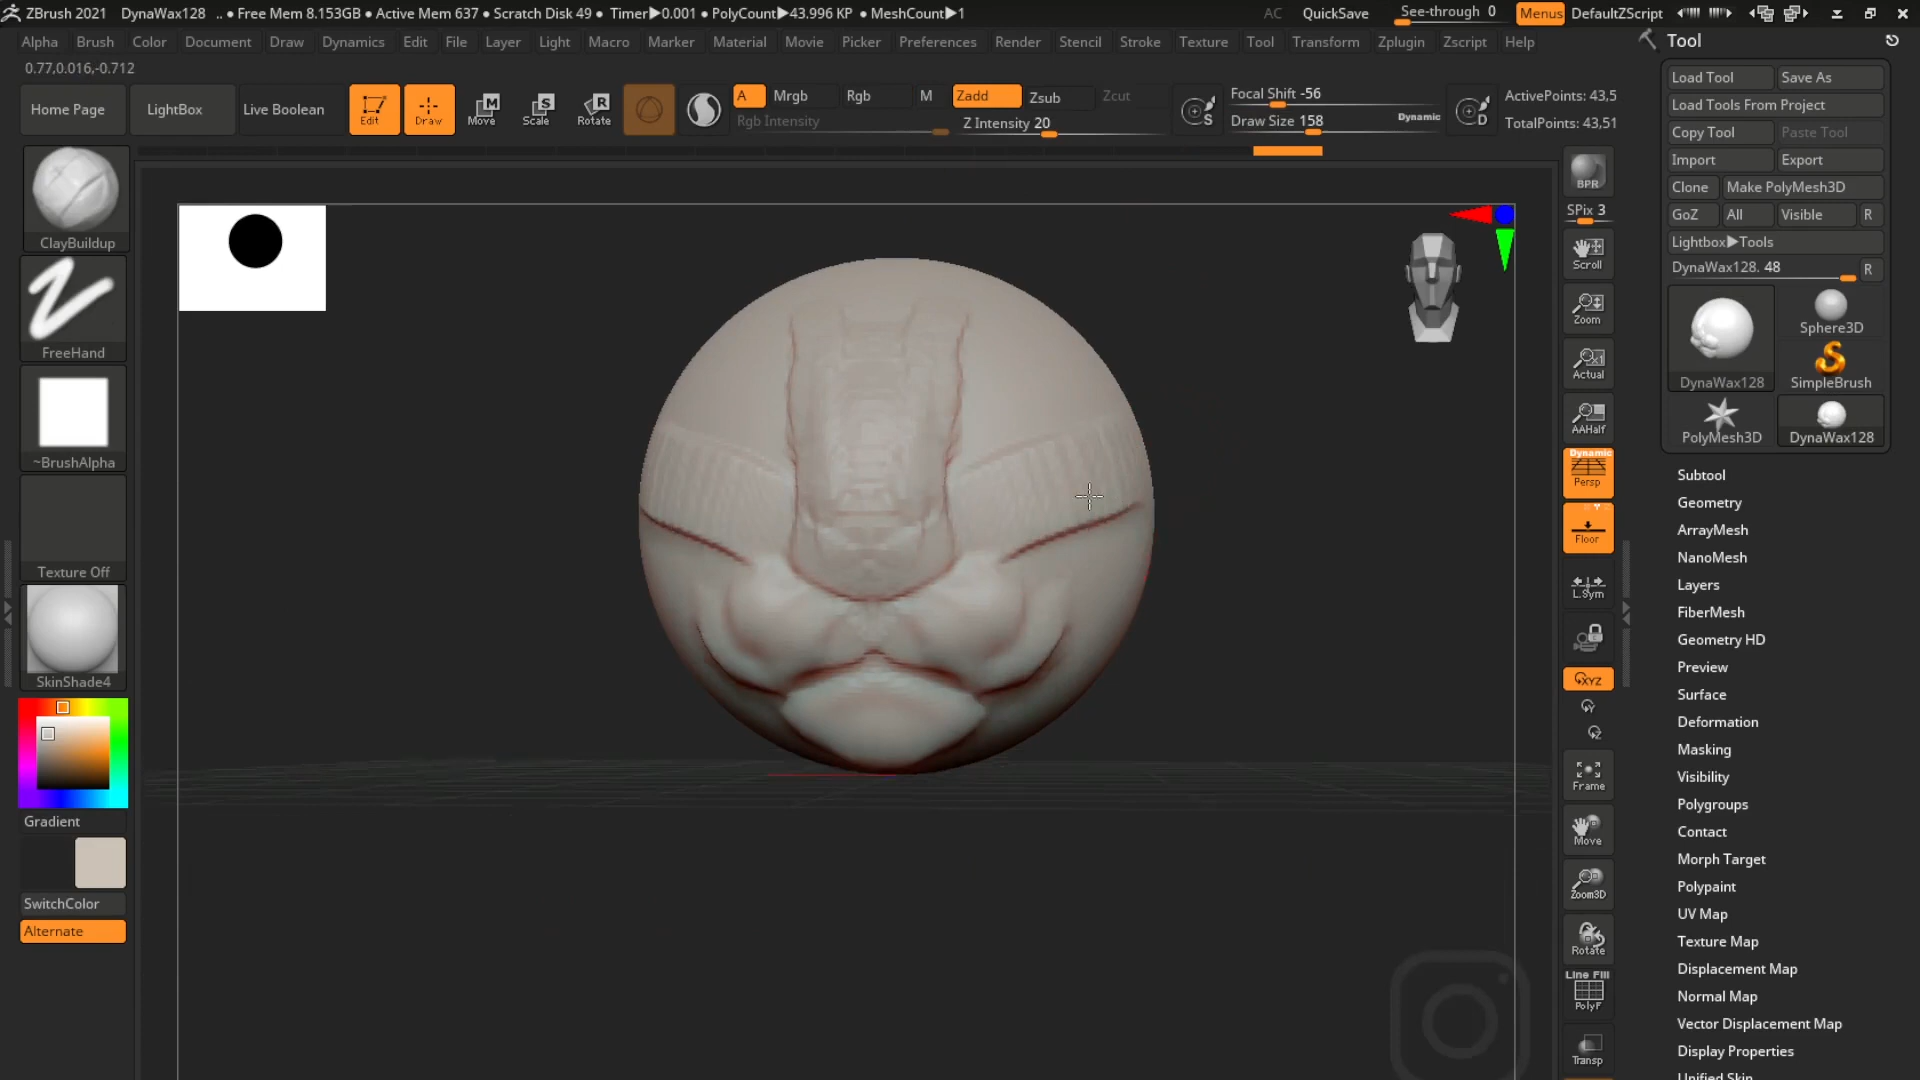 ZBrush 2021 DynaWax128 .. ● Free Mem 8.153GB ● Active Mem 637 ● Scratch Disk 49 ● Timer▶0.001 ● PolyCount▶43.996 KP ● MeshCount▶1 AC QuickSave See-through 0 Menus DefaultZScript
Alpha Brush Color Document Draw Dynamics Edit File Layer Light Macro Marker Material Movie Picker Preferences Render Stencil Stroke Texture Tool Transform Zplugin Zscript Help
0.77,0.016,-0.712
Home Page LightBox Live Boolean Edit Draw Move Scale Rotate
A Mrgb Rgb M Zadd Zsub Zcut
Rgb Intensity Z Intensity 20
Focal Shift -56
Draw Size 158 Dynamic
ActivePoints: 43,5
TotalPoints: 43,51
ClayBuildup
FreeHand
~BrushAlpha
Texture Off
SkinShade4
Gradient
SwitchColor
Alternate
BPR
SPix 3
Scroll
Zoom
Actual
AAHalf
Dynamic
Persp
Floor
L.Sym
XYZ
Frame
Move
Zoom3D
Rotate
Line Fill
PolyF
Transp
Tool
Load Tool Save As
Load Tools From Project
Copy Tool Paste Tool
Import Export
Clone Make PolyMesh3D
GoZ All Visible R
Lightbox▶Tools
DynaWax128. 48 R
DynaWax128
Sphere3D
SimpleBrush
PolyMesh3D
DynaWax128
Subtool
Geometry
ArrayMesh
NanoMesh
Layers
FiberMesh
Geometry HD
Preview
Surface
Deformation
Masking
Visibility
Polygroups
Contact
Morph Target
Polypaint
UV Map
Texture Map
Displacement Map
Normal Map
Vector Displacement Map
Display Properties
Unified Skin